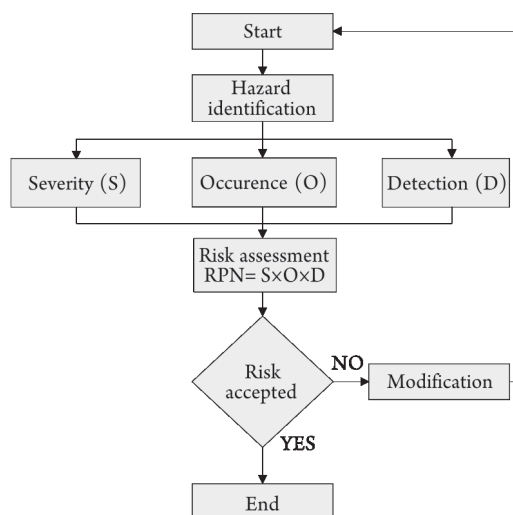 Start
Hazard
identification
Severity (S)
Occurence (O)
Detection (D)
Risk assessment
RPN= S×O×D
Risk
accepted
NO
Modification
YES
End